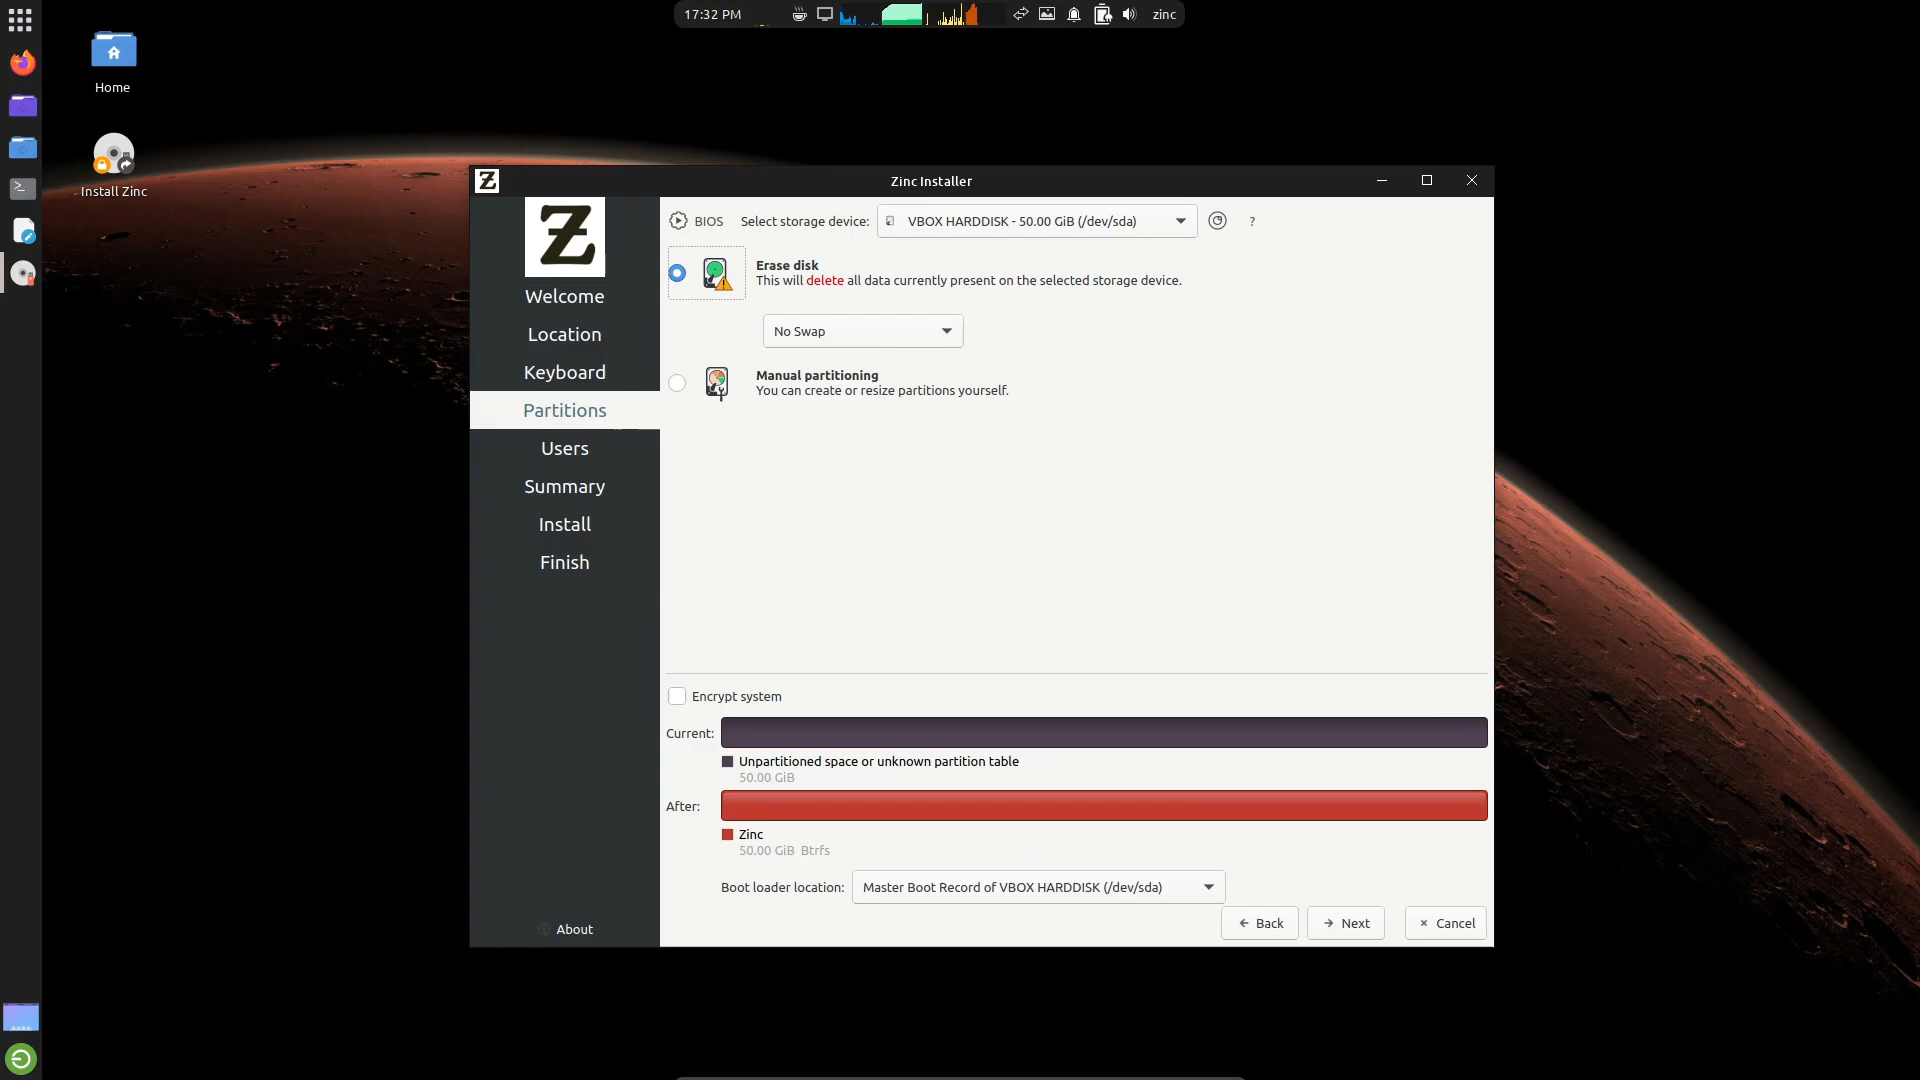 17:32 PM
zinc
Home
Install Zinc
Zinc Installer
Z
Z
Welcome
Location
Keyboard
Partitions
Users
Summary
Install
Finish
About
BIOS
Select storage device:
VBOX HARDDISK - 50.00 GiB (/dev/sda)
?
Erase disk
This will delete all data currently present on the selected storage device.
No Swap
Manual partitioning
You can create or resize partitions yourself.
Encrypt system
Current:
Unpartitioned space or unknown partition table
50.00 GiB
After:
Zinc
50.00 GiB Btrfs
Boot loader location:
Master Boot Record of VBOX HARDDISK (/dev/sda)
Back
Next
Cancel